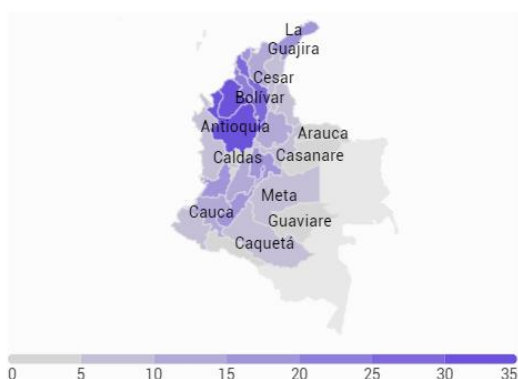 La
Guajira
Cesar
Bolívar
Antioquia
Arauca
Caldas
Casanare
Meta
Cauca
Guaviare
Caquetá
0 5 10 15 20 25 30 35